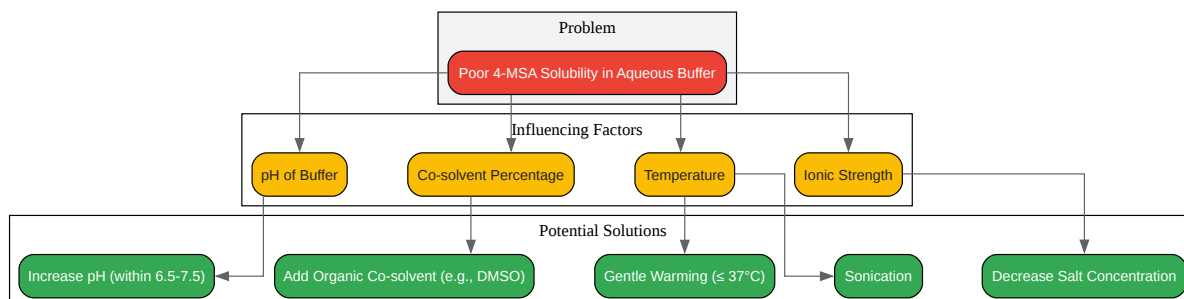 Problem
Poor 4-MSA Solubility in Aqueous Buffer
Influencing Factors
pH of Buffer
Co-solvent Percentage
Temperature
Ionic Strength
Potential Solutions
Increase pH (within 6.5-7.5)
Add Organic Co-solvent (e.g., DMSO)
Gentle Warming (≤ 37°C)
Sonication
Decrease Salt Concentration